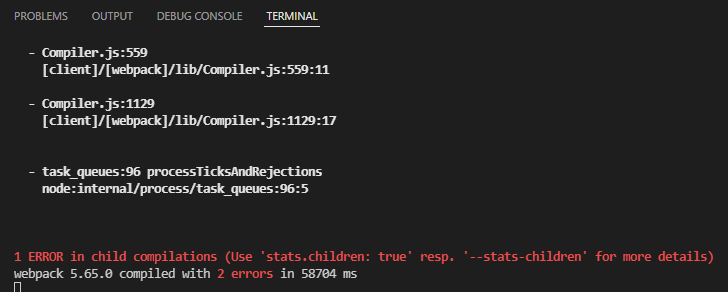 PROBLEMS OUTPUT DEBUG CONSOLE TERMINAL
- Compiler.js:559
[client]/[webpack]/lib/Compiler.js:559:11
- Compiler.js:1129
[client]/[webpack]/lib/Compiler.js:1129:17
- task_queues:96 processTicksAndRejections
node:internal/process/task_queues:96:5
1 ERROR in child compilations (Use 'stats.children: true' resp. '--stats-children' for more details)
webpack 5.65.0 compiled with 2 errors in 58704 ms